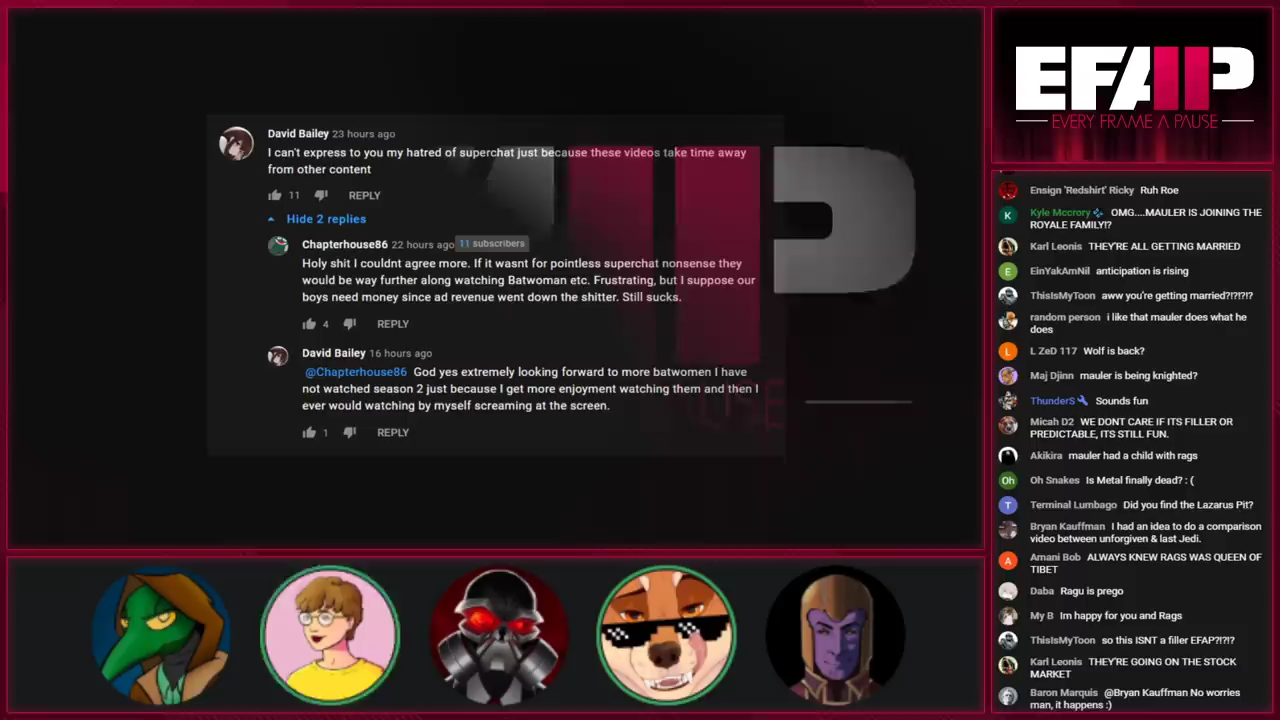 David Bailey 23 hours ago
I can't express to you my hatred of superchat just because these videos take time away
from other content
11 REPLY
Hide 2 replies
Chapterhouse86 22 hours ago 11 subscribers
Holy shit I couldnt agree more. If it wasnt for pointless superchat nonsense they
would be way further along watching Batwoman etc. Frustrating, but I suppose our
boys need money since ad revenue went down the shitter. Still sucks.
4 REPLY
David Bailey 16 hours ago
@Chapterhouse86 God yes extremely looking forward to more batwomen I have
not watched season 2 just because I get more enjoyment watching them and then I
ever would watching by myself screaming at the screen.
1 REPLY
P
USE
EFAP
EVERY FRAME A PAUSE
Ensign 'Redshirt' Ricky Ruh Roe
K Kyle Mccrory OMG....MAULER IS JOINING THE
ROYALE FAMILY!?
Karl Leonis THEY'RE ALL GETTING MARRIED
E EinYakAmNil anticipation is rising
ThisIsMyToon aww you're getting married?!?!?!?
random person i like that mauler does what he
does
L L ZeD 117 Wolf is back?
Maj Djinn mauler is being knighted?
ThunderS Sounds fun
Micah D2 WE DONT CARE IF ITS FILLER OR
PREDICTABLE, ITS STILL FUN.
Akikira mauler had a child with rags
Oh Oh Snakes Is Metal finally dead? : (
T Terminal Lumbago Did you find the Lazarus Pit?
Bryan Kauffman I had an idea to do a comparison
video between unforgiven & last Jedi.
A Amani Bob ALWAYS KNEW RAGS WAS QUEEN OF
TIBET
Daba Ragu is prego
My B Im happy for you and Rags
ThisIsMyToon so this ISNT a filler EFAP?!?!?
Karl Leonis THEY'RE GOING ON THE STOCK
MARKET
Baron Marquis @Bryan Kauffman No worries
man, it happens :)